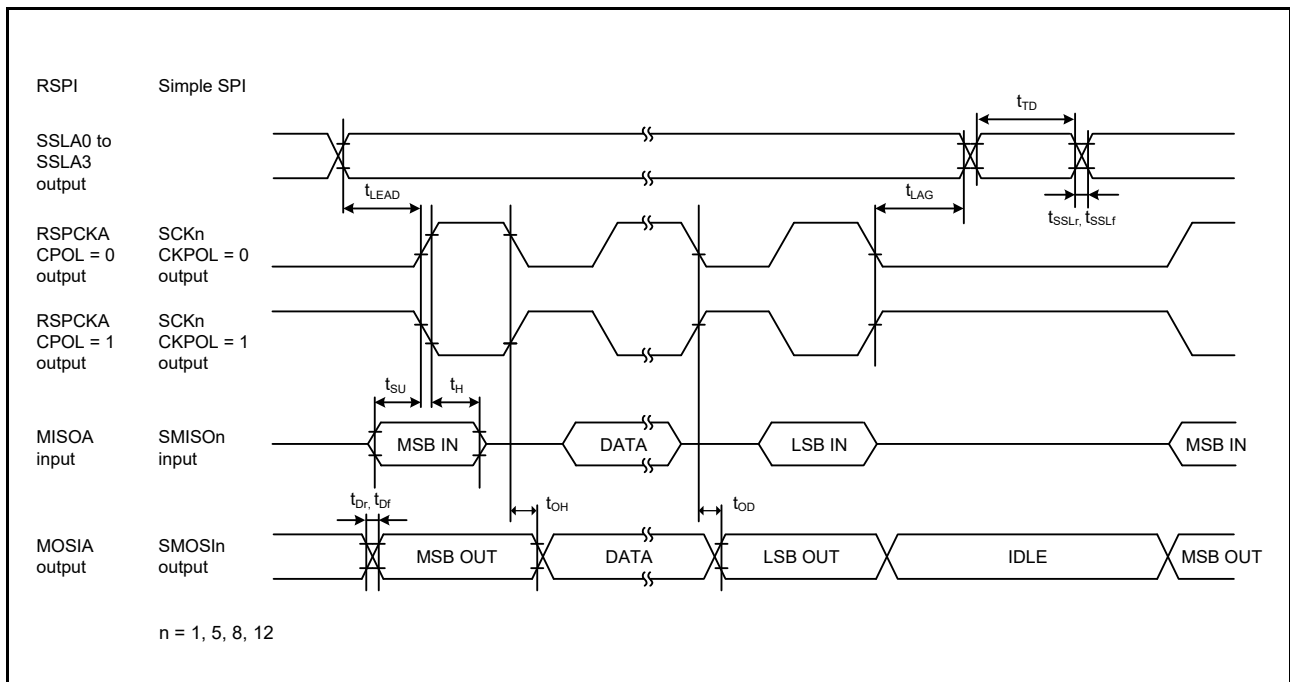 RSPI Simple SPI
tTD
SSLA0 to
SSLA3
output
tLEAD
tLAG
tSSLr, tSSLf
RSPCKA SCKn
CPOL = 0 CKPOL = 0
output output
RSPCKA SCKn
CPOL = 1 CKPOL = 1
output output
tSU tH
MISOA SMISOn
input input
MSB IN DATA LSB IN MSB IN
tDr, tDf
tOH tOD
MOSIA SMOSIn
output output
MSB OUT DATA LSB OUT IDLE MSB OUT
n = 1, 5, 8, 12